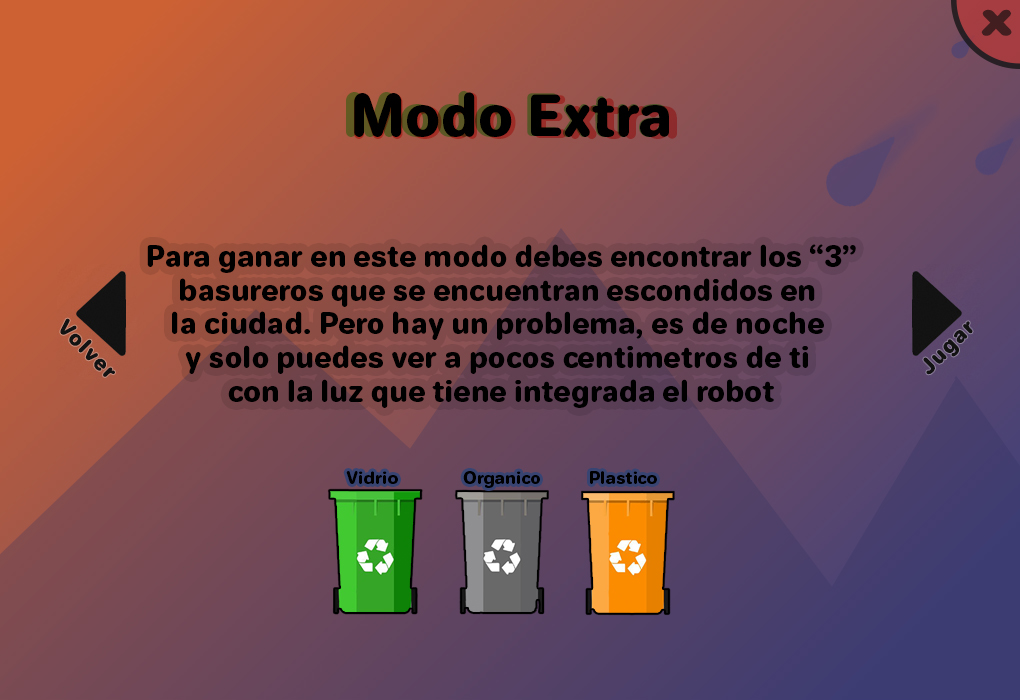 Modo Extra
Para ganar en este modo debes encontrar los “3”
basureros que se encuentran escondidos en
la ciudad. Pero hay un problema, es de noche
y solo puedes ver a pocos centimetros de ti
con la luz que tiene integrada el robot
Volver
Jugar
Vidrio
Organico
Plastico